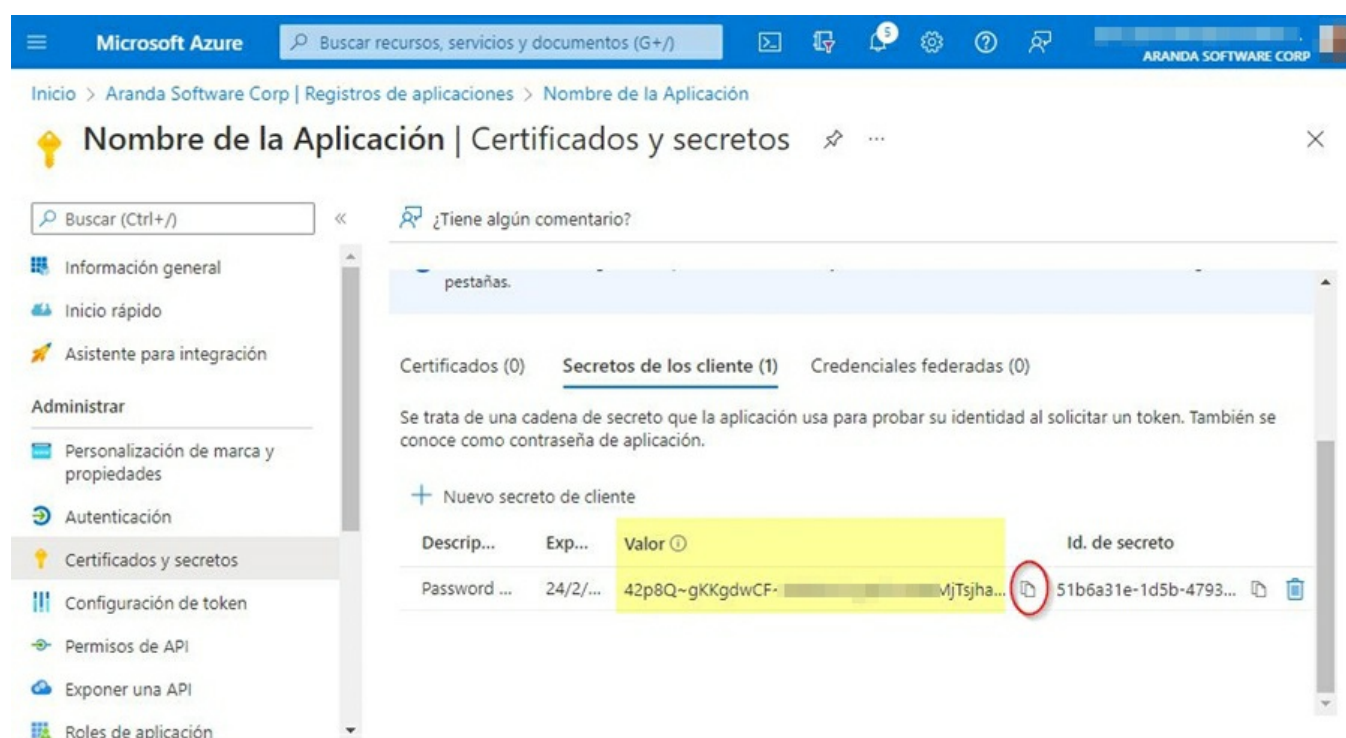 Microsoft Azure
Buscar recursos, servicios y documentos (G+/)
5
ARANDA SOFTWARE CORP
Inicio > Aranda Software Corp | Registros de aplicaciones > Nombre de la Aplicación
Nombre de la Aplicación | Certificados y secretos
Buscar (Ctrl+/)
¿Tiene algún comentario?
Información general
Inicio rápido
Asistente para integración
Administrar
Personalización de marca y
propiedades
Autenticación
Certificados y secretos
Configuración de token
Permisos de API
Exponer una API
Roles de aplicación
pestañas.
Certificados (0) Secretos de los cliente (1) Credenciales federadas (0)
Se trata de una cadena de secreto que la aplicación usa para probar su identidad al solicitar un token. También se
conoce como contraseña de aplicación.
Nuevo secreto de cliente
Descrip... Exp... Valor Id. de secreto
Password ... 24/2/... 42p8Q~gKKgdwCF- MjTsjha... 51b6a31e-1d5b-4793...